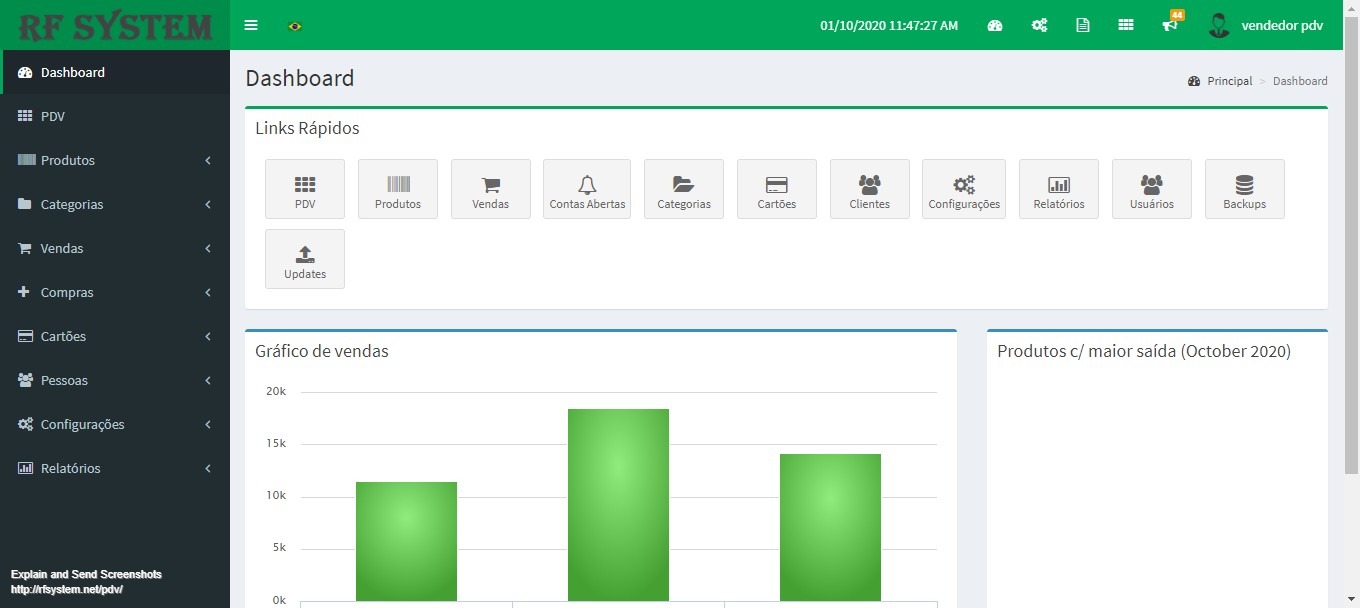 RF SYSTEM
01/10/2020 11:47:27 AM
44
vendedor pdv
Dashboard
PDV
Produtos
Categorias
Vendas
Compras
Cartões
Pessoas
Configurações
Relatórios
Explain and Send Screenshots
http://rfsystem.net/pdv/
Dashboard
Principal > Dashboard
Links Rápidos
PDV
Produtos
Vendas
Contas Abertas
Categorias
Cartões
Clientes
Configurações
Relatórios
Usuários
Backups
Updates
Gráfico de vendas
20k
15k
10k
5k
0k
Produtos c/ maior saída (October 2020)